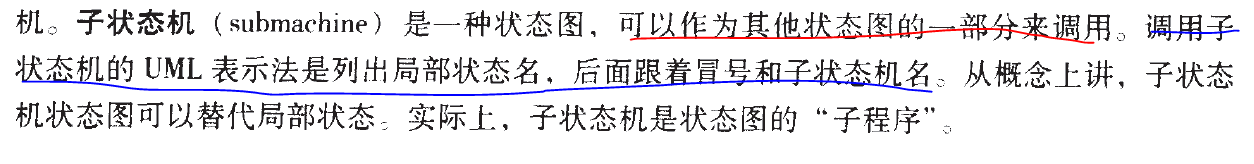 机。子状态机（submachine）是一种状态图，可以作为其他状态图的一部分来调用。调用子
状态机的 UML 表示法是列出局部状态名，后面跟着冒号和子状态机名。从概念上讲，子状态
机状态图可以替代局部状态。实际上，子状态机是状态图的“子程序”。